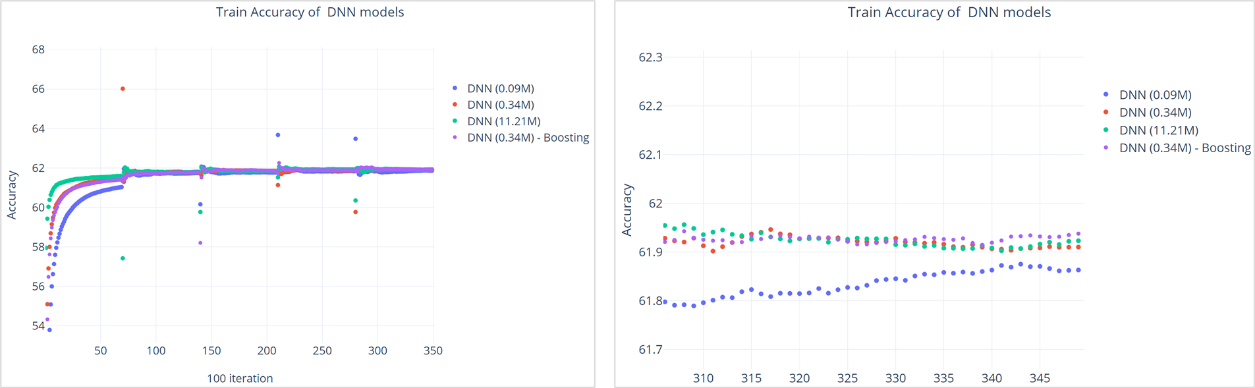 Train Accuracy of DNN models
68
66
64
62
60
58
56
54
Accuracy
50
100
150
200
250
300
350
100 iteration
DNN (0.09M)
DNN (0.34M)
DNN (11.21M)
DNN (0.34M) - Boosting
Train Accuracy of DNN models
62.3
62.2
62.1
62
61.9
61.8
61.7
Accuracy
310
315
320
325
330
335
340
345
DNN (0.09M)
DNN (0.34M)
DNN (11.21M)
DNN (0.34M) - Boosting